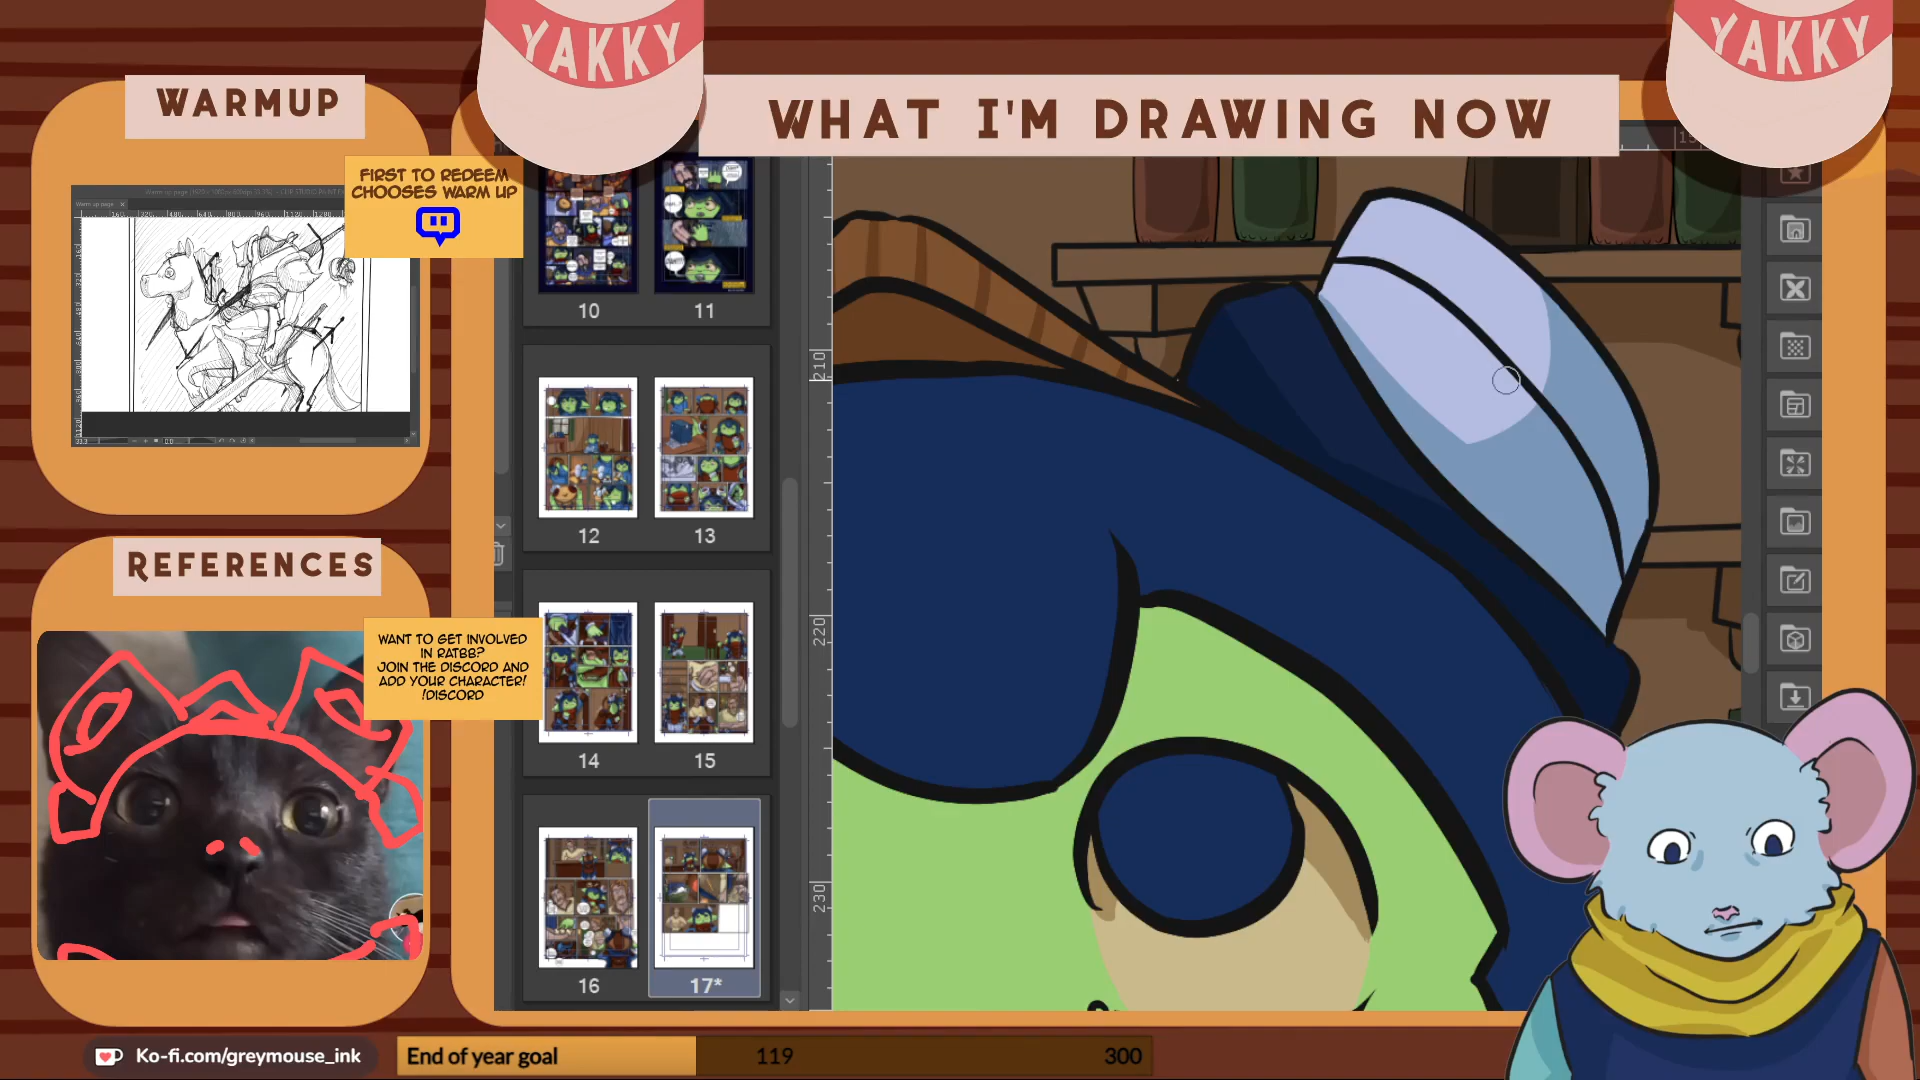 YAKKY
YAKKY
WARMUP
WHAT I'M DRAWING NOW
FIRST TO REDEEM
CHOOSES WARM UP
10
11
12
13
14
15
16
17*
210
220
230
REFERENCES
WANT TO GET INVOLVED
IN RAT88?
JOIN THE DISCORD AND
ADD YOUR CHARACTER!
!DISCORD
Ko-fi.com/greymouse_ink
End of year goal
119
300